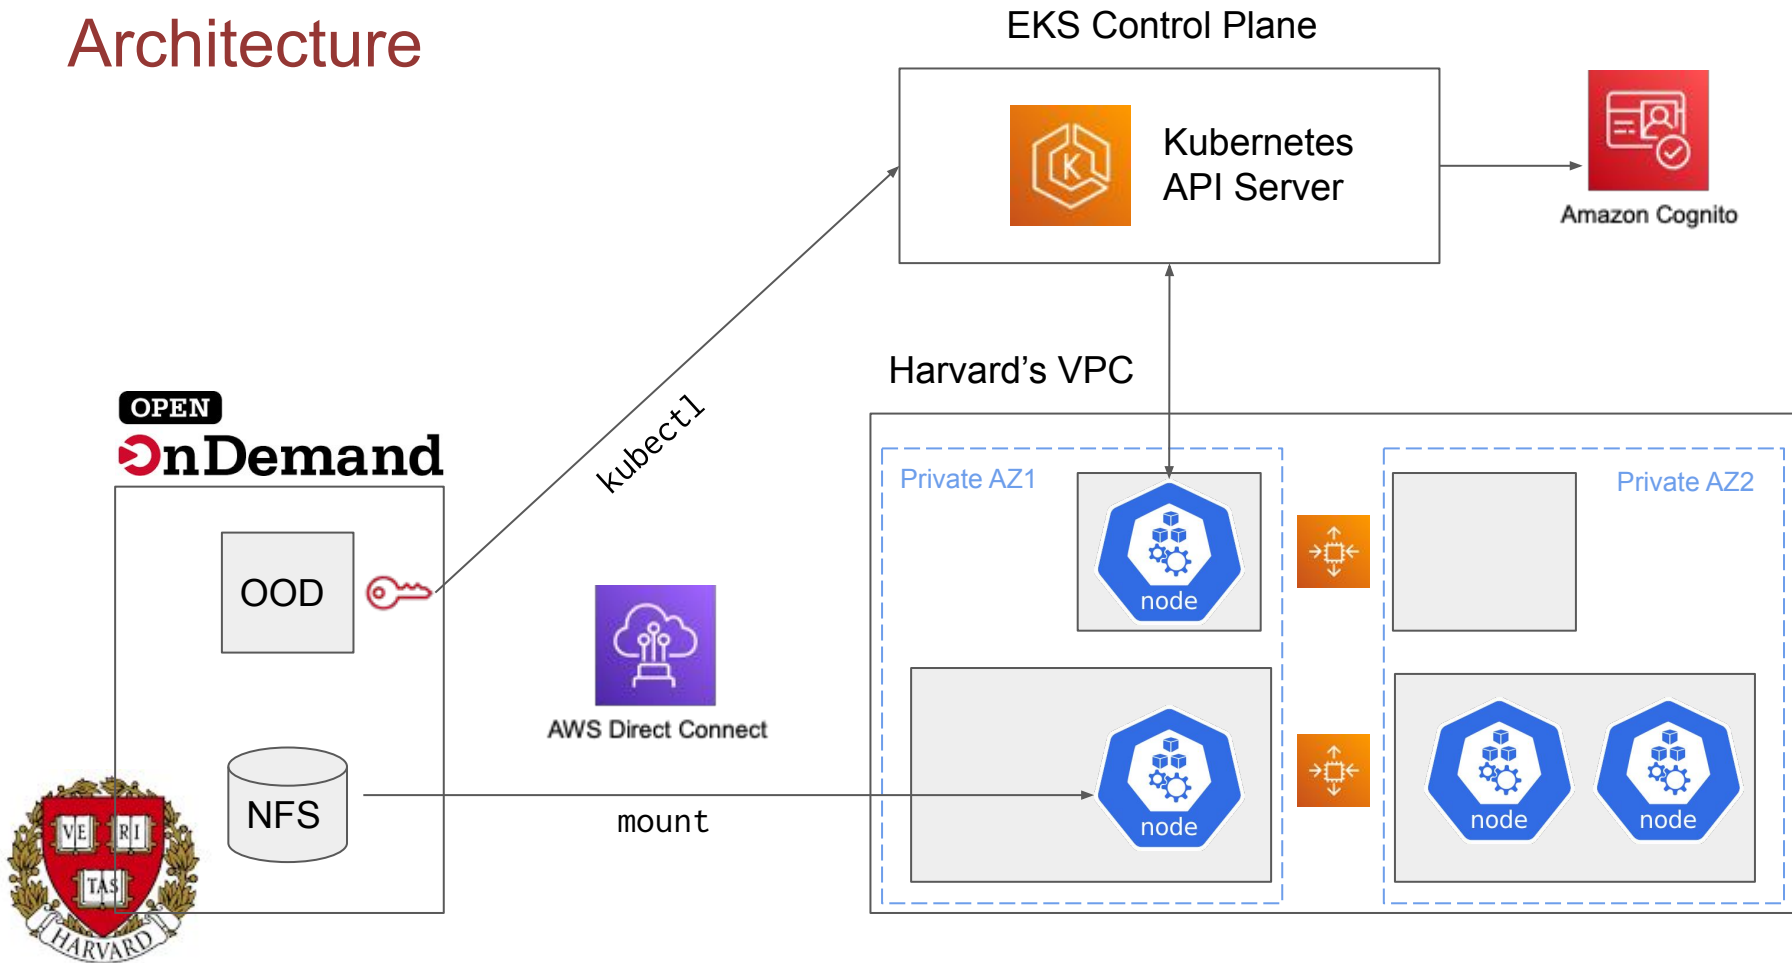 Architecture
EKS Control Plane
Kubernetes
API Server
Amazon Cognito
Harvard's VPC
kubectl
OPEN
OnDemand
Private AZ1
Private AZ2
node
OOD
AWS Direct Connect
NFS
mount
node
node
node
VE RI
TAS
HARVARD